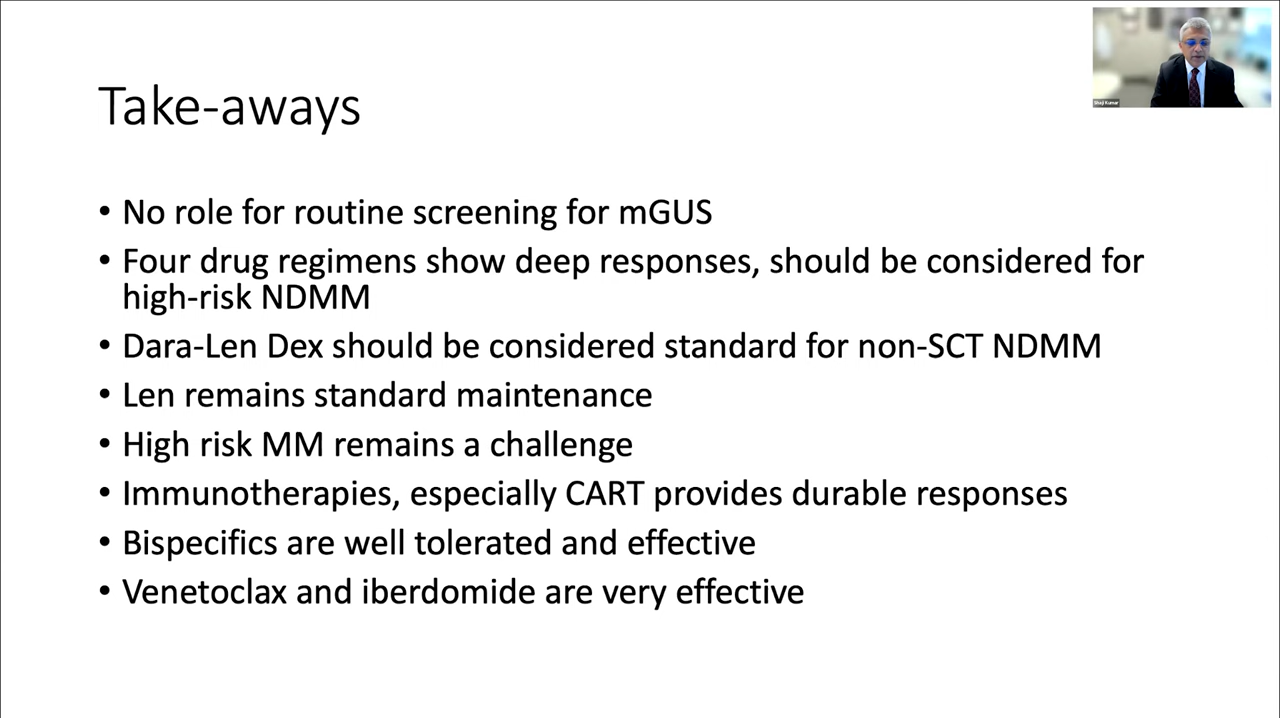 Shaji Kumar
Take-aways
• No role for routine screening for mGUS
• Four drug regimens show deep responses, should be considered for
high-risk NDMM
• Dara-Len Dex should be considered standard for non-SCT NDMM
• Len remains standard maintenance
• High risk MM remains a challenge
• Immunotherapies, especially CART provides durable responses
• Bispecifics are well tolerated and effective
• Venetoclax and iberdomide are very effective